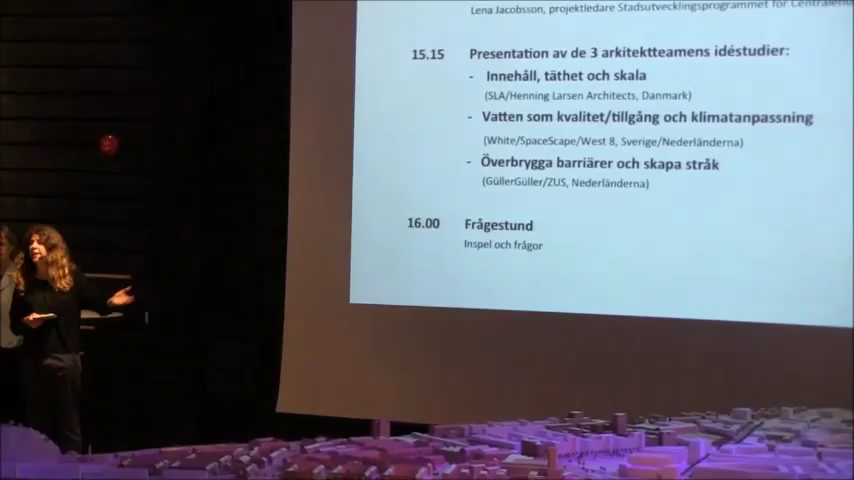 Lena Jacobsson, projektledare Stadsutvecklingsprogrammet för
15.15 Presentation av de 3 arkitektteamens idéstudier:
- Innehåll, täthet och skala
(SLA/Henning Larsen Architects, Danmark)
- Vatten som kvalitet/tillgång och klimatanpassning
(White/SpaceScape/West 8, Sverige/Nederländerna)
- Överbrygga barriärer och skapa stråk
(GüllerGüller/ZUS, Nederländerna)
16.00 Frågestund
Inspel och frågor